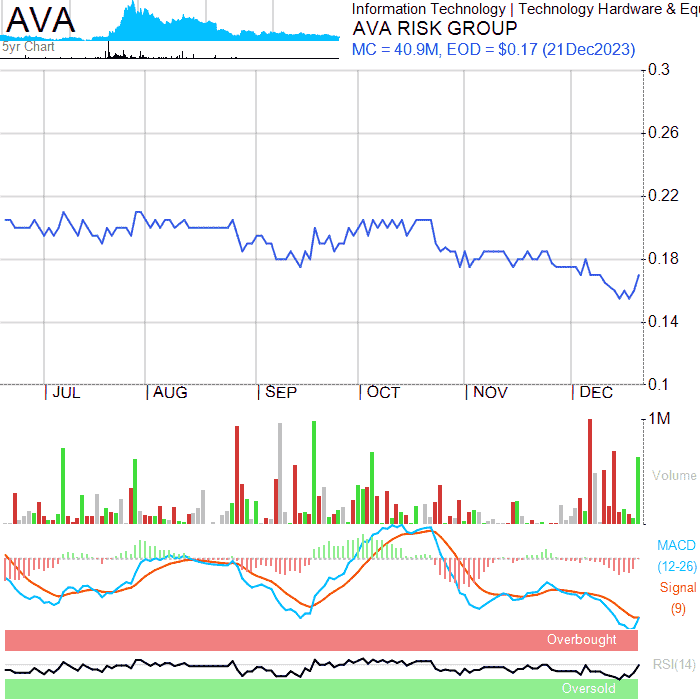 AVA
5yr Chart
Information Technology | Technology Hardware & Equ
AVA RISK GROUP
MC = 40.9M, EOD = $0.17 (21Dec2023)
0.3
0.26
0.22
0.18
0.14
0.1
JUL AUG SEP OCT NOV DEC
1M
Volume
MACD
(12-26)
Signal
(9)
Overbought
RSI(14)
Oversold